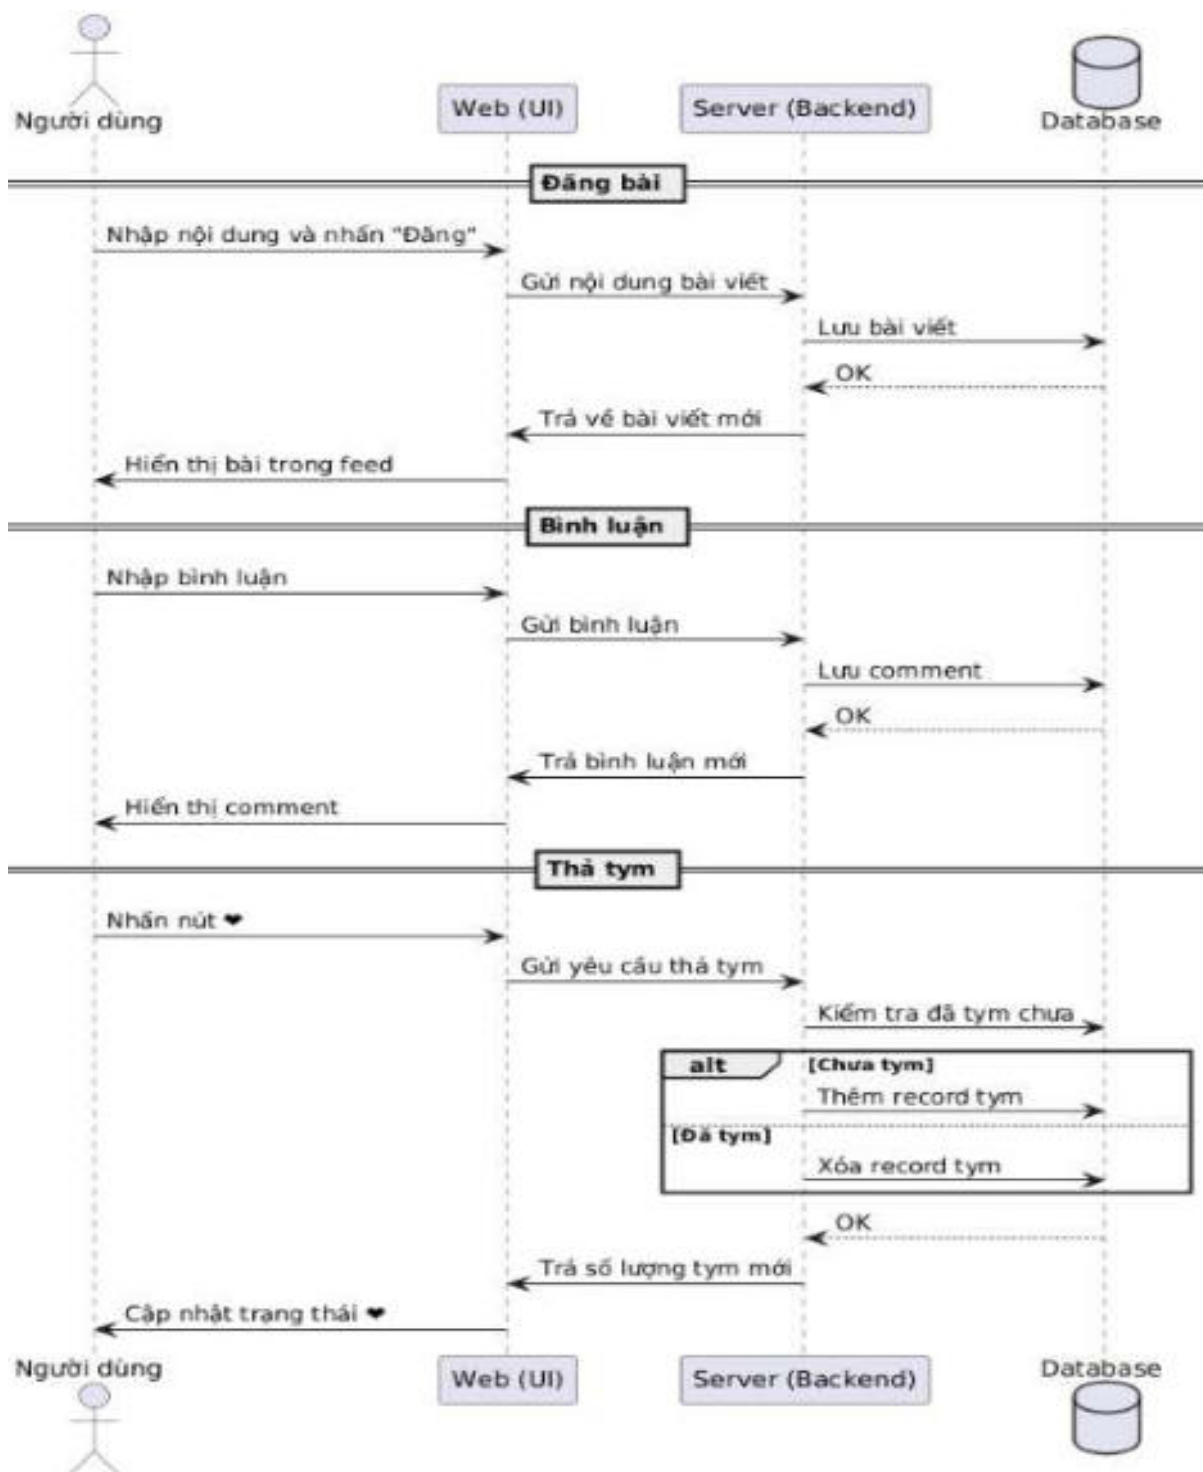 Người dùng
Web (UI)
Server (Backend)
Database
Đăng bài
Nhập nội dung và nhấn "Đăng"
Gửi nội dung bài viết
Lưu bài viết
OK
Trả về bài viết mới
Hiển thị bài trong feed
Bình luận
Nhập bình luận
Gửi bình luận
Lưu comment
OK
Trả bình luận mới
Hiển thị comment
Thả tym
Nhấn nút ❤
Gửi yêu cầu thả tym
Kiểm tra đã tym chưa
alt
[Chưa tym]
Thêm record tym
[Đã tym]
Xóa record tym
OK
Trả số lượng tym mới
Cập nhật trạng thái ❤
Người dùng
Web (UI)
Server (Backend)
Database